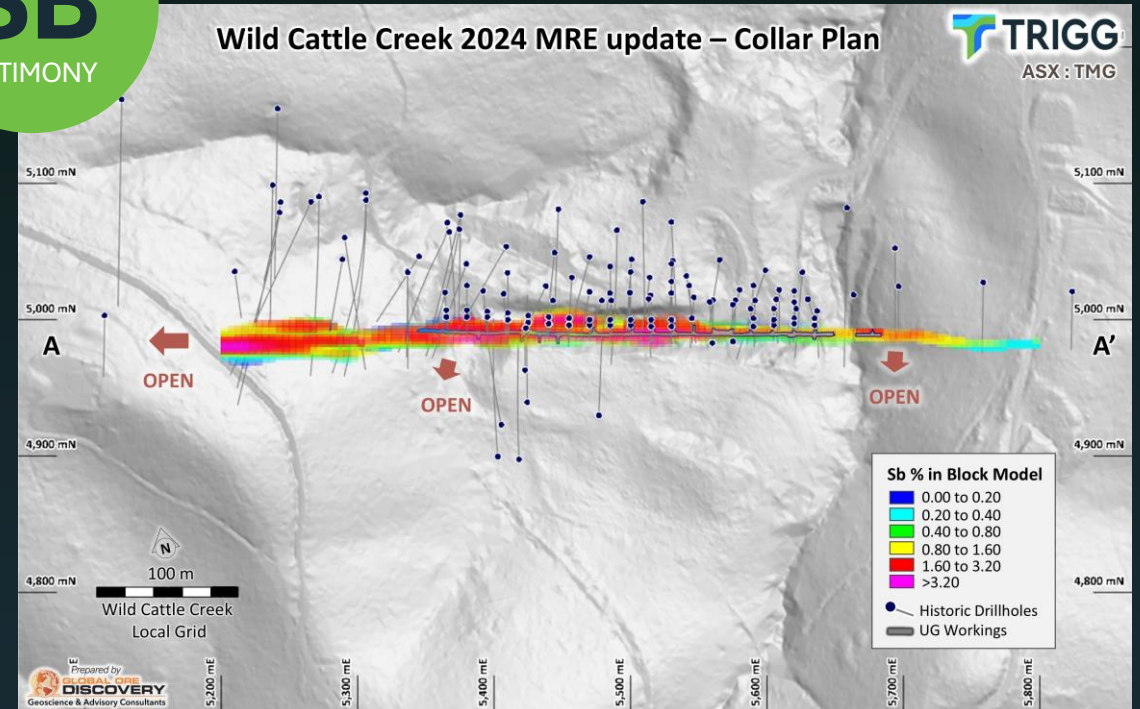 SB
TIMONY
Wild Cattle Creek 2024 MRE update – Collar Plan
TRIGG
ASX : TMG
5,100 mN
5,100 mN
5,000 mN
5,000 mN
A
A’
OPEN
OPEN
OPEN
4,900 mN
4,900 mN
Sb % in Block Model
0.00 to 0.20
0.20 to 0.40
0.40 to 0.80
0.80 to 1.60
1.60 to 3.20
>3.20
Historic Drillholes
UG Workings
N
100 m
Wild Cattle Creek
Local Grid
4,800 mN
4,800 mN
E
5,200 mE
5,300 mE
5,400 mE
5,500 mE
5,600 mE
5,700 mE
5,800 mE
Prepared by
GLOBAL ORE
DISCOVERY
Geoscience & Advisory Consultants